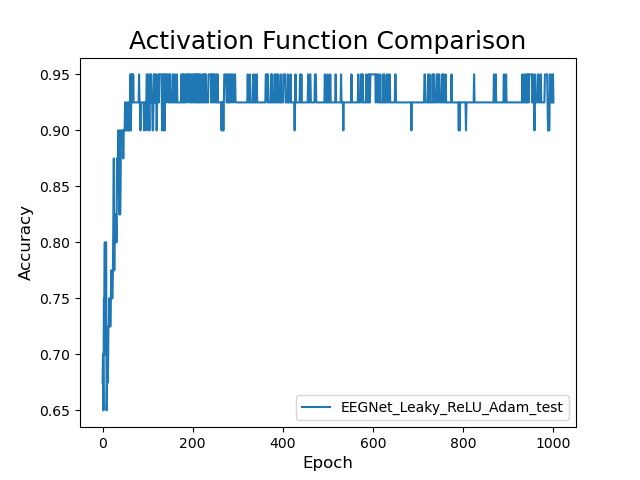 Activation Function Comparison
0.95
0.90
0.85
0.80
0.75
0.70
0.65
Accuracy
EEGNet_Leaky_ReLU_Adam_test
0 200 400 600 800 1000
Epoch